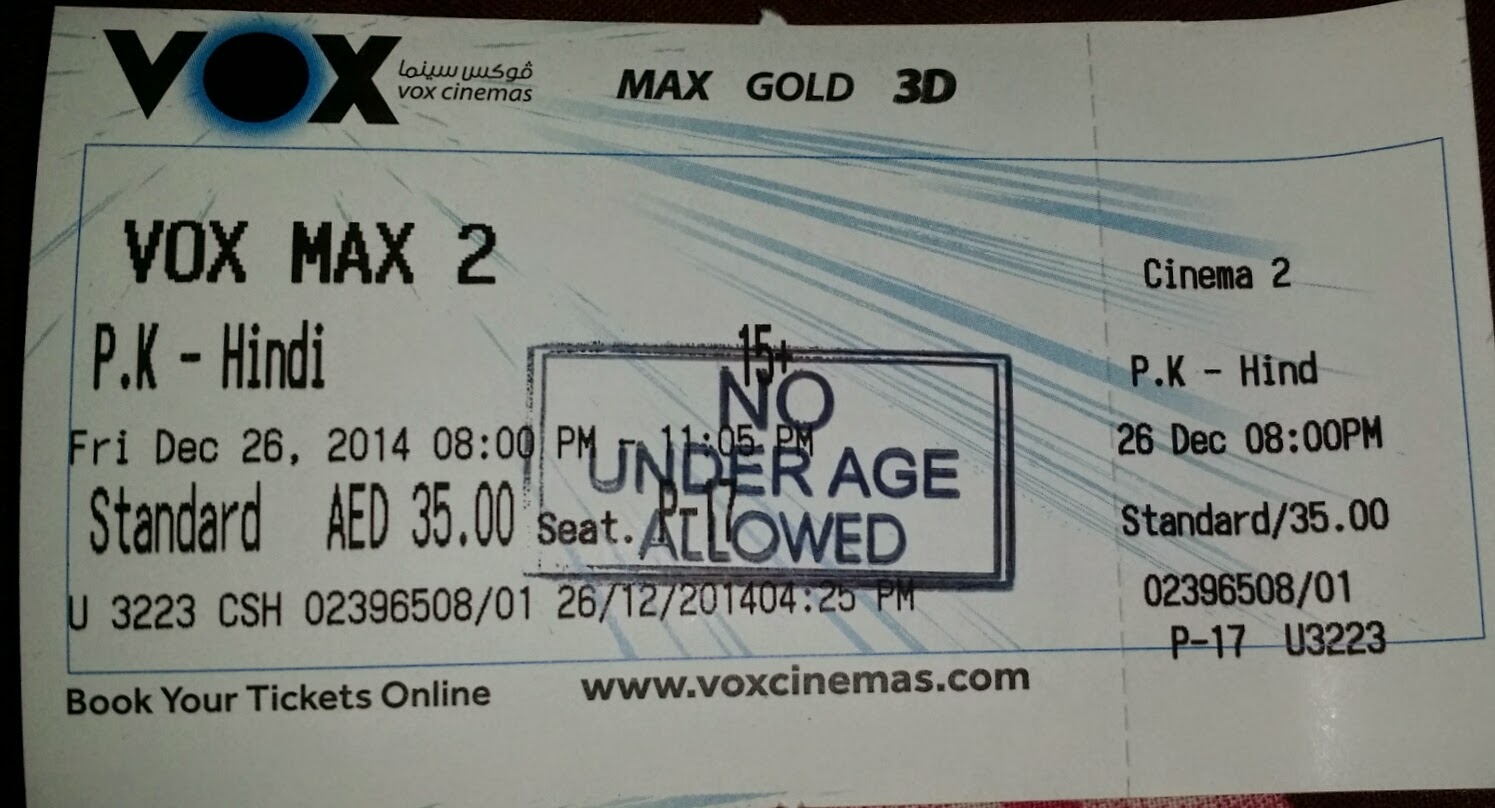 VOX
ڤوكس سينما
vox cinemas
MAX GOLD 3D
VOX MAX 2
P.K - Hindi
15+
Fri Dec 26, 2014 08:00 PM - 11:05 PM
Standard AED 35.00 Seat. P-17
U 3223 CSH 02396508/01 26/12/201404:25 PM
NO
UNDER AGE
ALLOWED
Book Your Tickets Online www.voxcinemas.com
Cinema 2
P.K - Hind
26 Dec 08:00PM
Standard/35.00
02396508/01
P-17 U3223